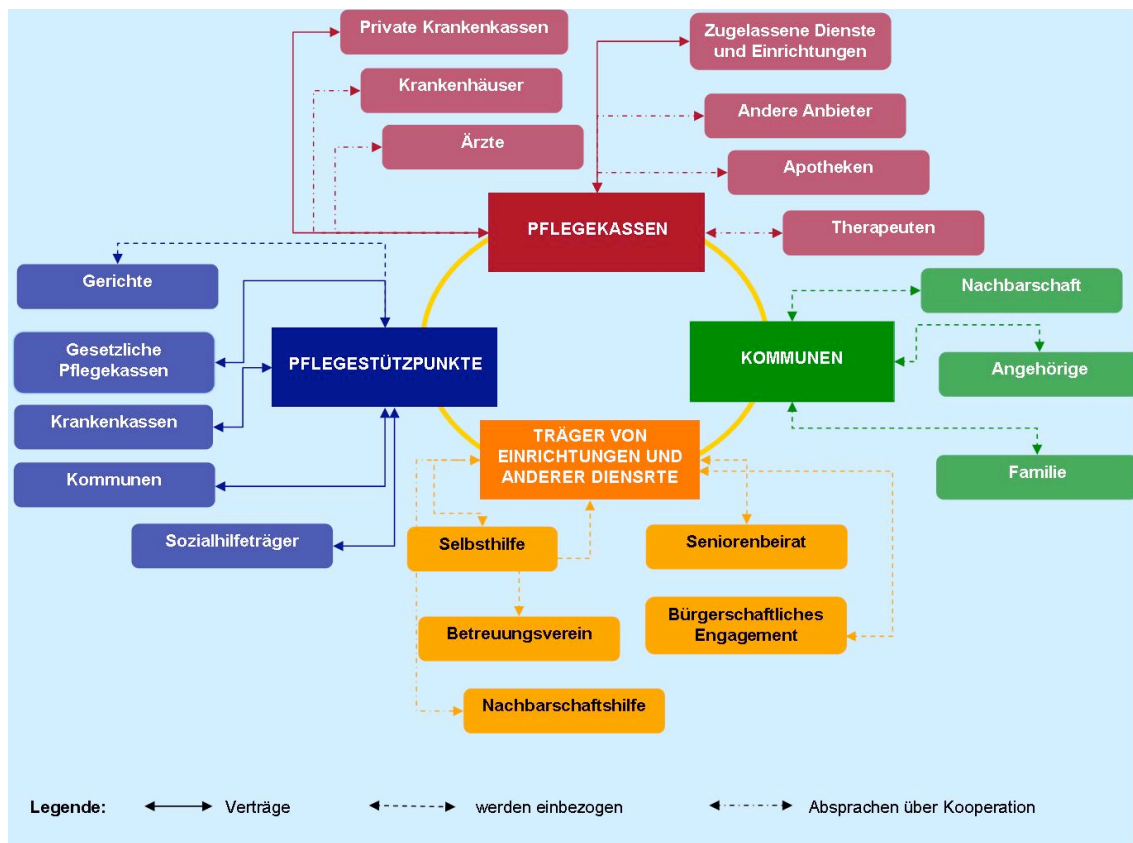 Private Krankenkassen
Zugelassene Dienste
und Einrichtungen
Krankenhäuser
Andere Anbieter
Ärzte
Apotheken
PFLEGEKASSEN
Therapeuten
Gerichte
Nachbarschaft
Gesetzliche
Pflegekassen
PFLEGESTÜTZPUNKTE
KOMMUNEN
Angehörige
Krankenkassen
TRÄGER VON
EINRICHTUNGEN UND
ANDERER DIENSRTE
Kommunen
Familie
Sozialhilfeträger
Selbsthilfe
Seniorenbeirat
Betreuungsverein
Bürgerschaftliches
Engagement
Nachbarschaftshilfe
Legende: Verträge werden einbezogen Absprachen über Kooperation